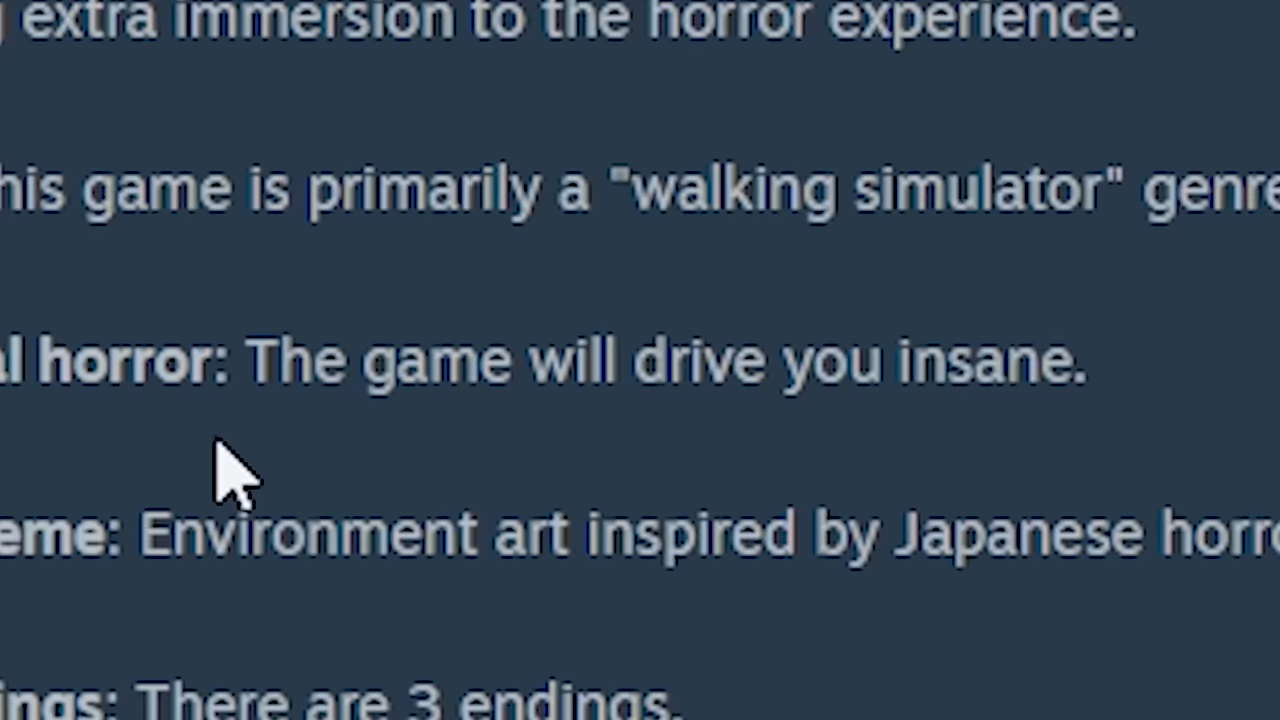 extra immersion to the horror experience.
his game is primarily a "walking simulator" genre
al horror: The game will drive you insane.
eme: Environment art inspired by Japanese horro
ings: There are 3 endings.